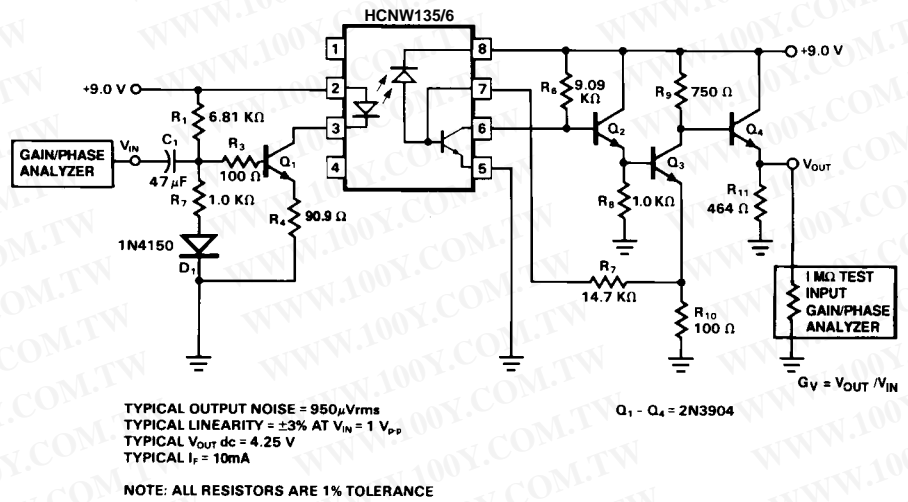 HCNW135/6
1
2
3
4
8
7
6
5
+9.0 V
R1
6.81 KΩ
GAIN/PHASE
ANALYZER
VIN
C1
47 µF
R3
100 Ω
Q1
R7
1.0 KΩ
R4
90.9 Ω
1N4150
D1
+9.0 V
R6
9.09
KΩ
R9
750 Ω
Q2
Q3
Q4
VOUT
R8
1.0 KΩ
R11
464 Ω
R7
14.7 KΩ
R10
100 Ω
1 MΩ TEST
INPUT
GAIN/PHASE
ANALYZER
GV = VOUT /VIN
TYPICAL OUTPUT NOISE = 950µVrms
TYPICAL LINEARITY = ±3% AT VIN = 1 Vp-p
TYPICAL VOUT dc = 4.25 V
TYPICAL IF = 10mA
Q1 - Q4 = 2N3904
NOTE: ALL RESISTORS ARE 1% TOLERANCE
WWW.100Y.COM.TW